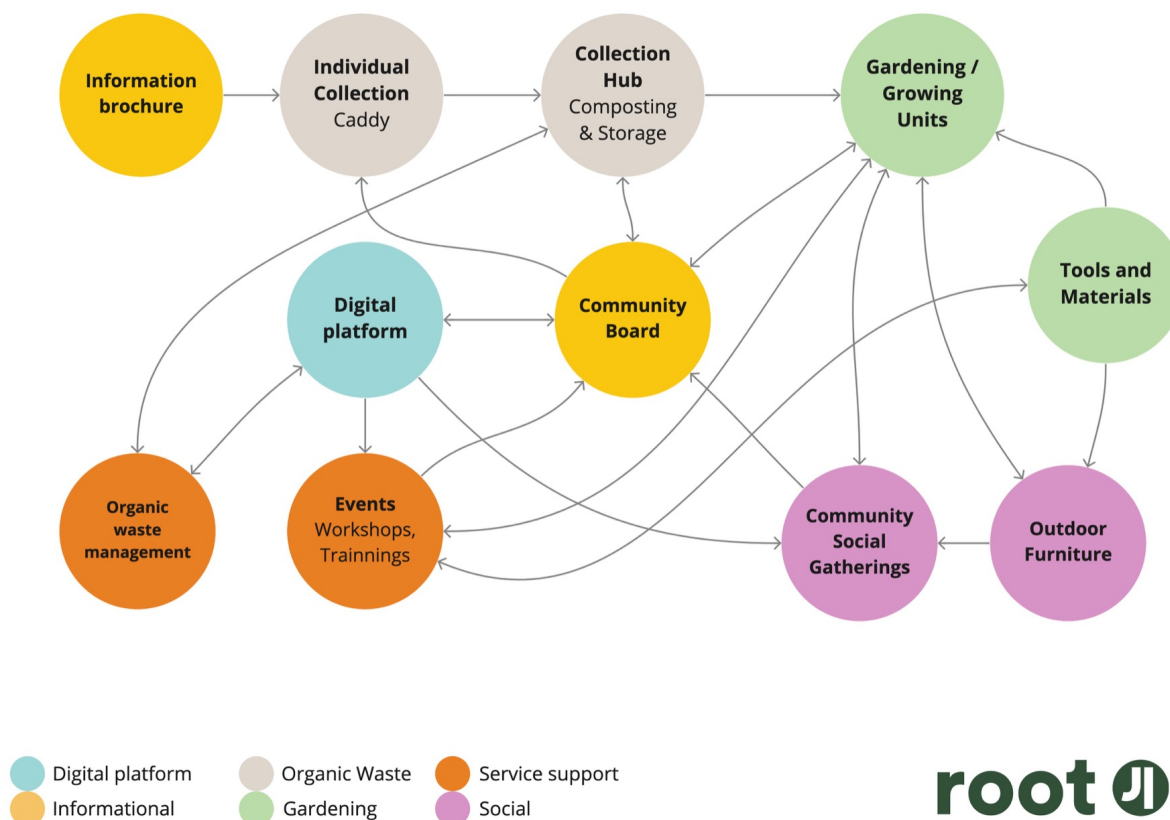 Information
brochure
Individual
Collection
Caddy
Collection
Hub
Composting
& Storage
Gardening /
Growing
Units
Digital
platform
Community
Board
Tools and
Materials
Organic
waste
management
Events
Workshops,
Trainnings
Community
Social
Gatherings
Outdoor
Furniture
Digital platform
Organic Waste
Service support
Informational
Gardening
Social
root